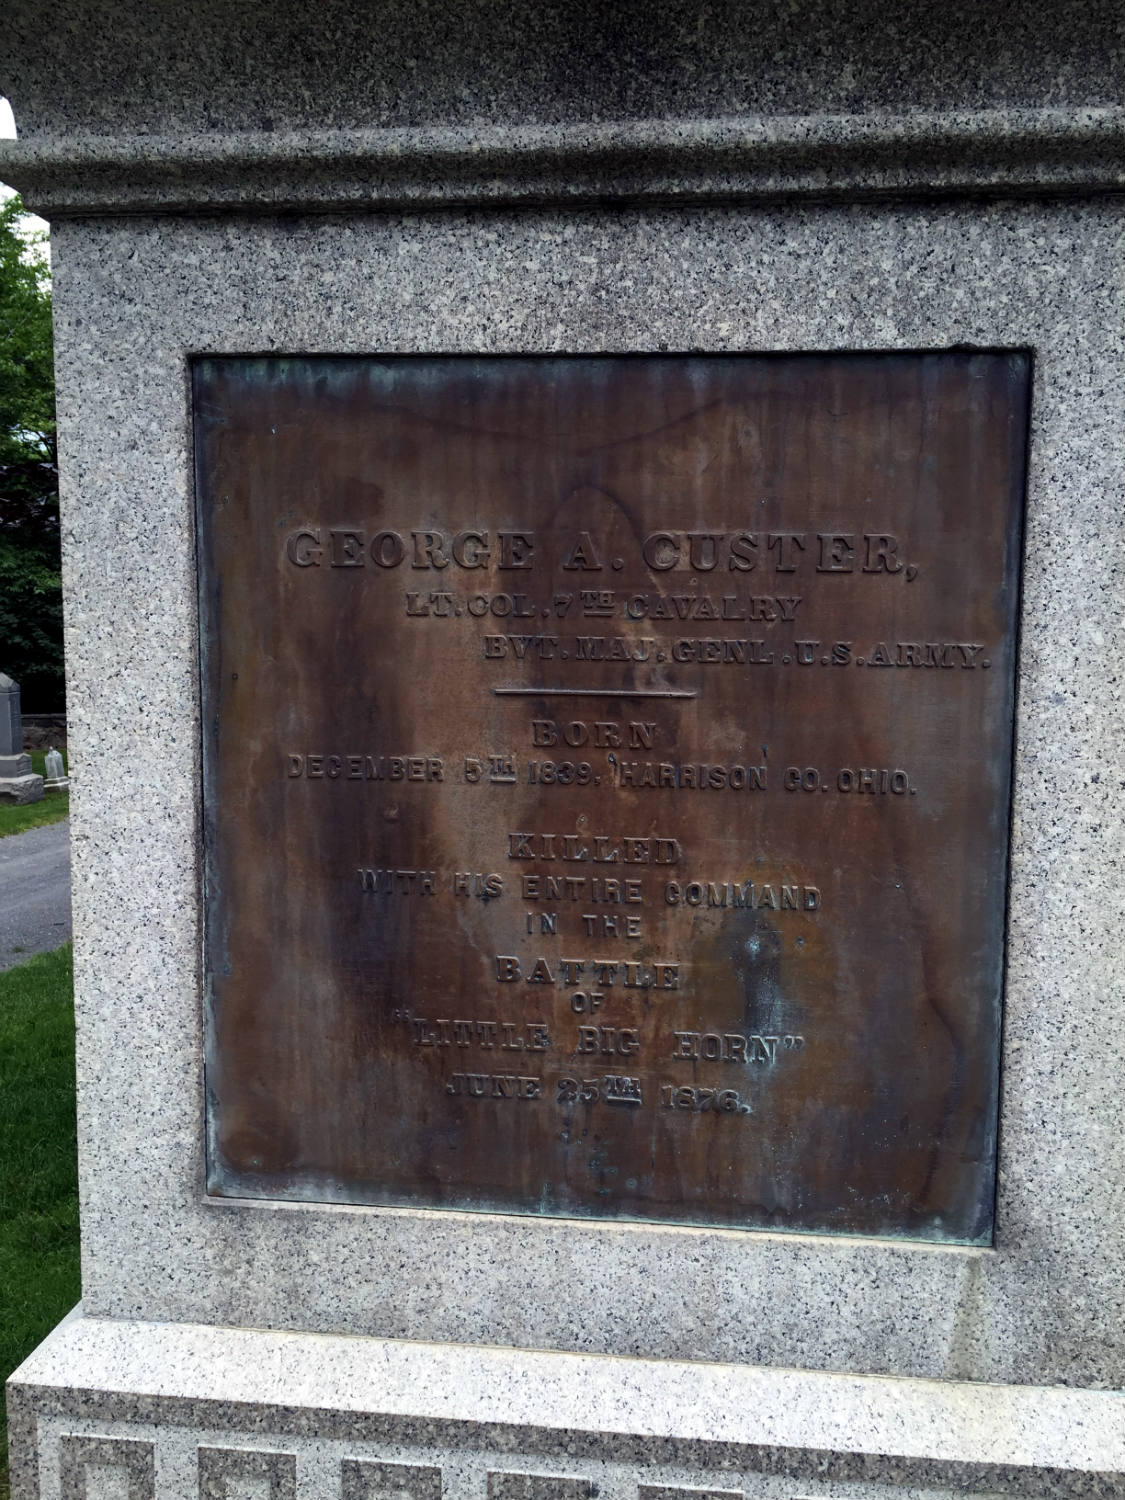 GEORGE A. CUSTER,
LT. COL. 7TH CAVALRY
BVT. MAJ. GENL. U.S. ARMY.
BORN
DECEMBER 5TH 1839, HARRISON CO. OHIO.
KILLED
WITH HIS ENTIRE COMMAND
IN THE
BATTLE
OF
"LITTLE BIG HORN"
JUNE 25TH 1876.